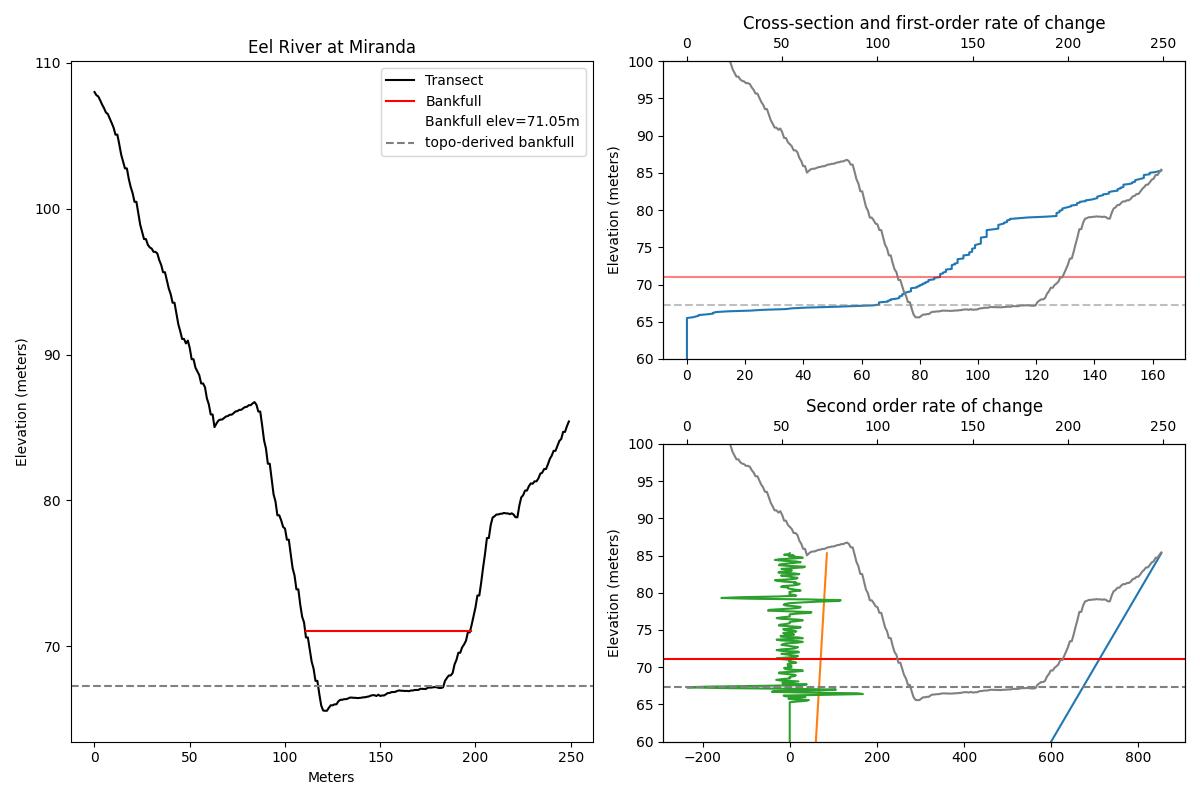 Eel River at Miranda
110
100
90
80
70
Elevation (meters)
0 50 100 150 200 250
Meters
Transect
Bankfull
Bankfull elev=71.05m
topo-derived bankfull
Cross-section and first-order rate of change
0 50 100 150 200 250
100
95
90
85
80
75
70
65
60
Elevation (meters)
0 20 40 60 80 100 120 140 160
Second order rate of change
0 50 100 150 200 250
100
95
90
85
80
75
70
65
60
Elevation (meters)
−200 0 200 400 600 800